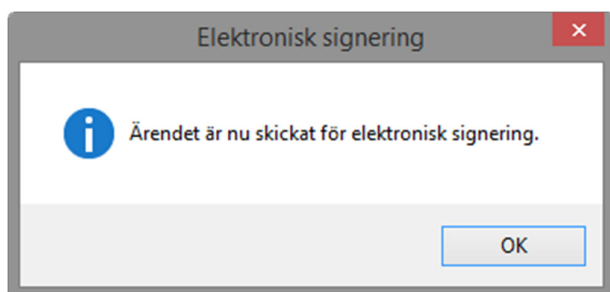 Elektronisk signering
Ärendet är nu skickat för elektronisk signering.
OK